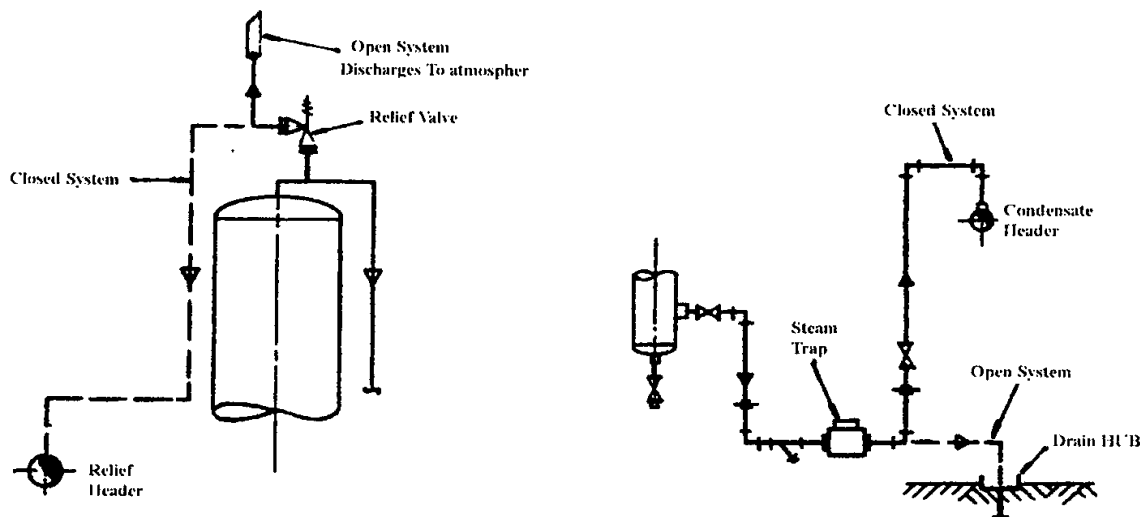 Open System
Discharges To atmospher
Relief Valve
Closed System
Relief
Header
Closed System
Condensate
Header
Steam
Trap
Open System
Drain HUB